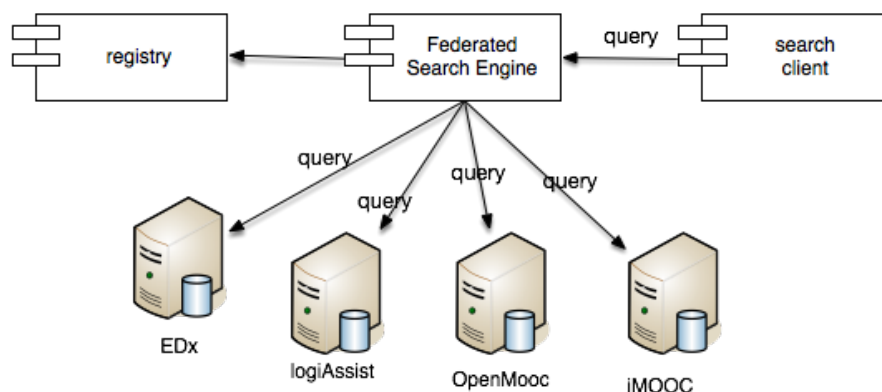 registry
Federated
Search Engine
query
search
client
query
query
query
query
EDx
logiAssist
OpenMooc
iMOOC